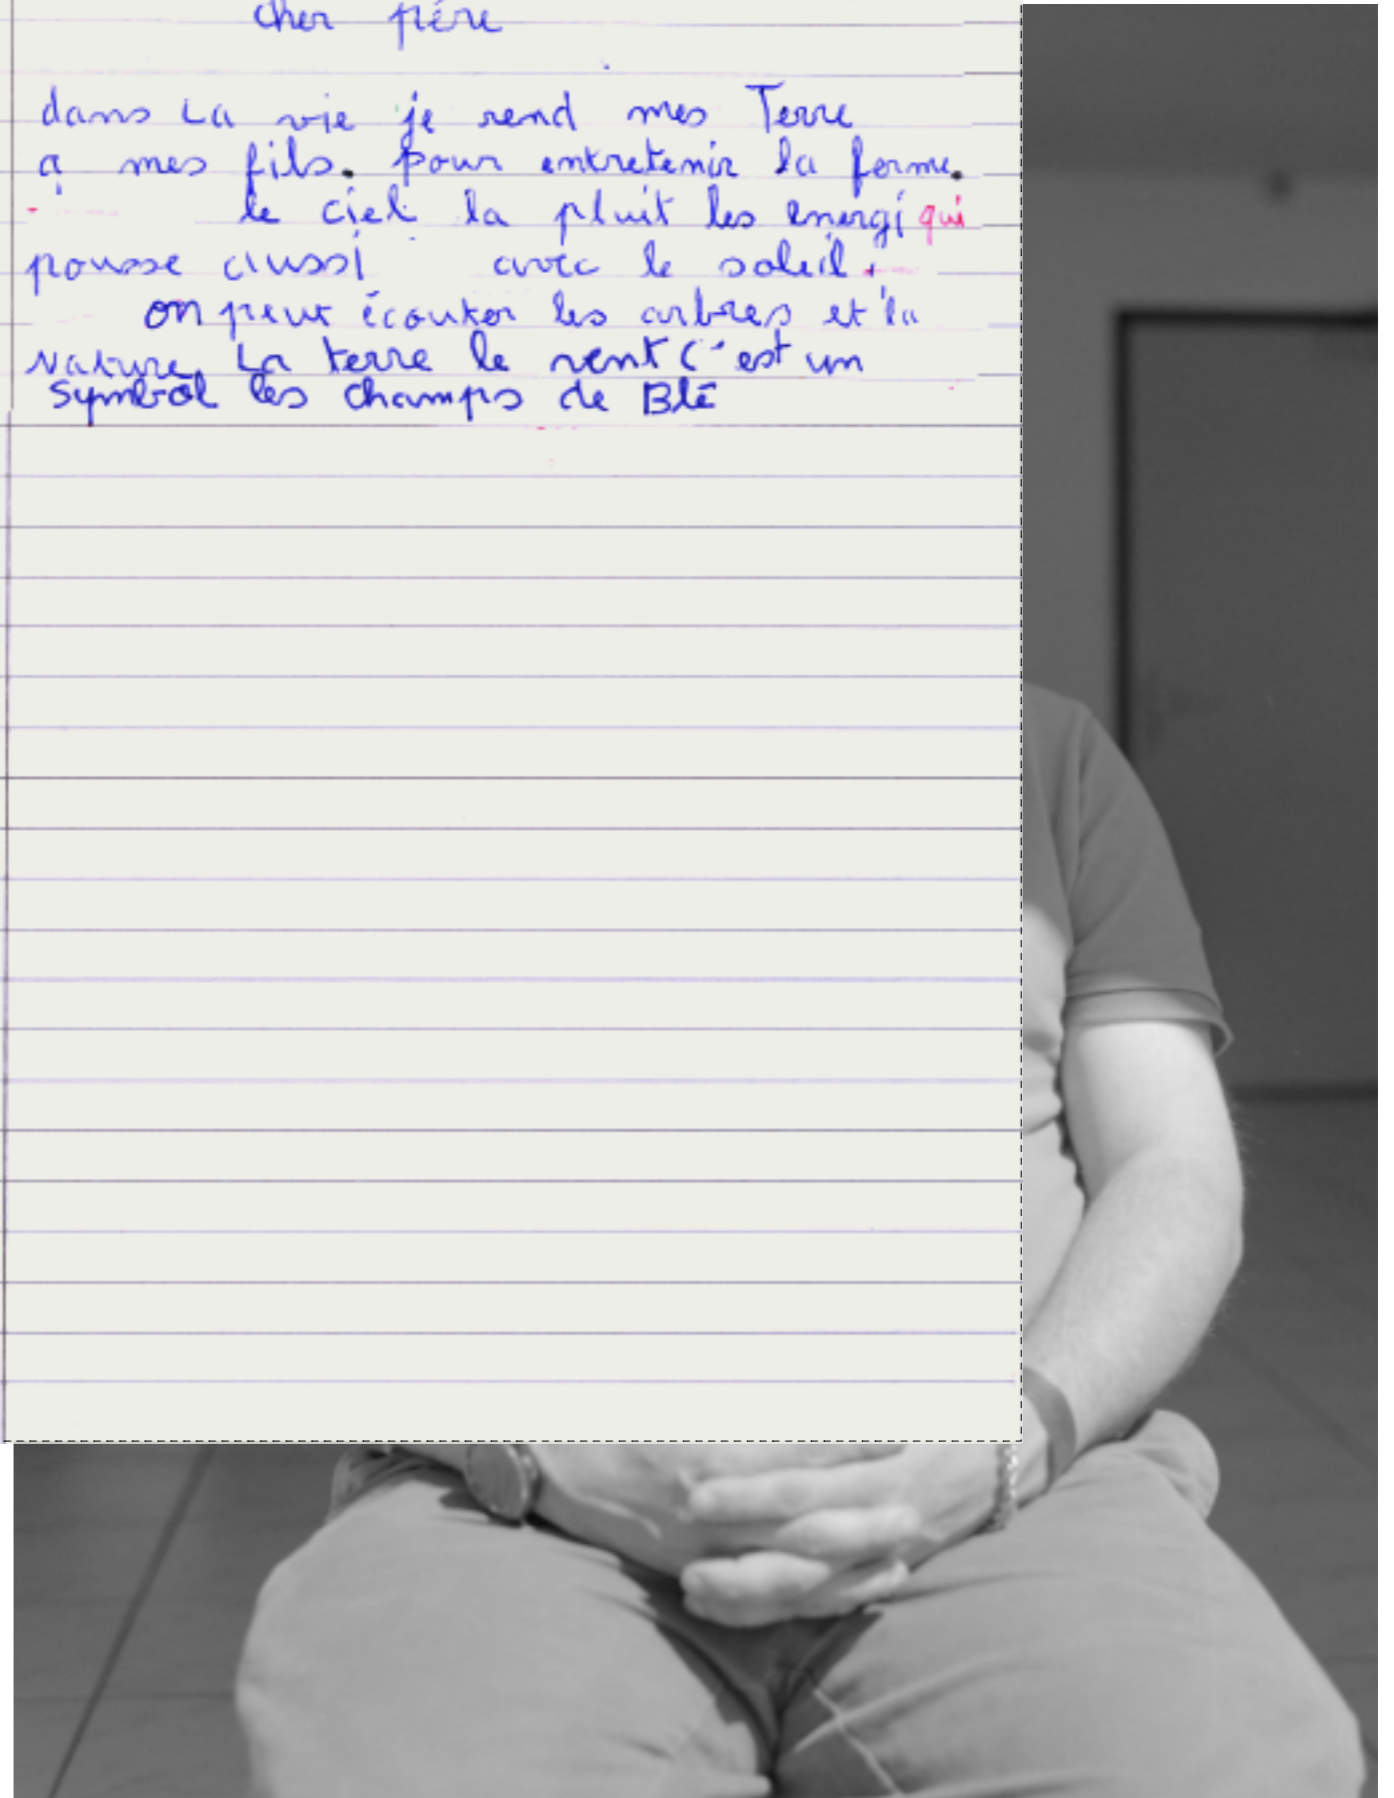 cher père
dans La vie je rend mes Terre
a mes fils. pour entretenir la ferme.
le ciel la pluit les énergi qui
pousse aussi avec le soleil.
on peut écouter les arbres et la
Nature. La terre le vent c'est un
symbol les champs de Blé